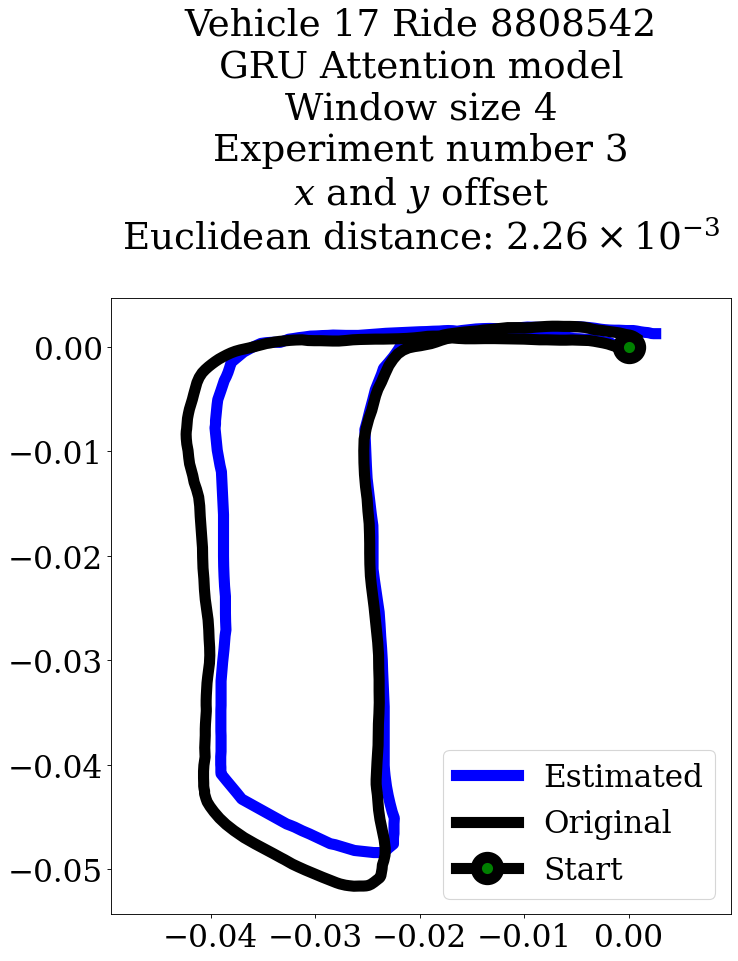 Vehicle 17 Ride 8808542
GRU Attention model
Window size 4
Experiment number 3
x and y offset
Euclidean distance: 2.26 × 10⁻³
0.00
−0.01
−0.02
−0.03
−0.04
−0.05
Estimated
Original
Start
−0.04 −0.03 −0.02 −0.01 0.00